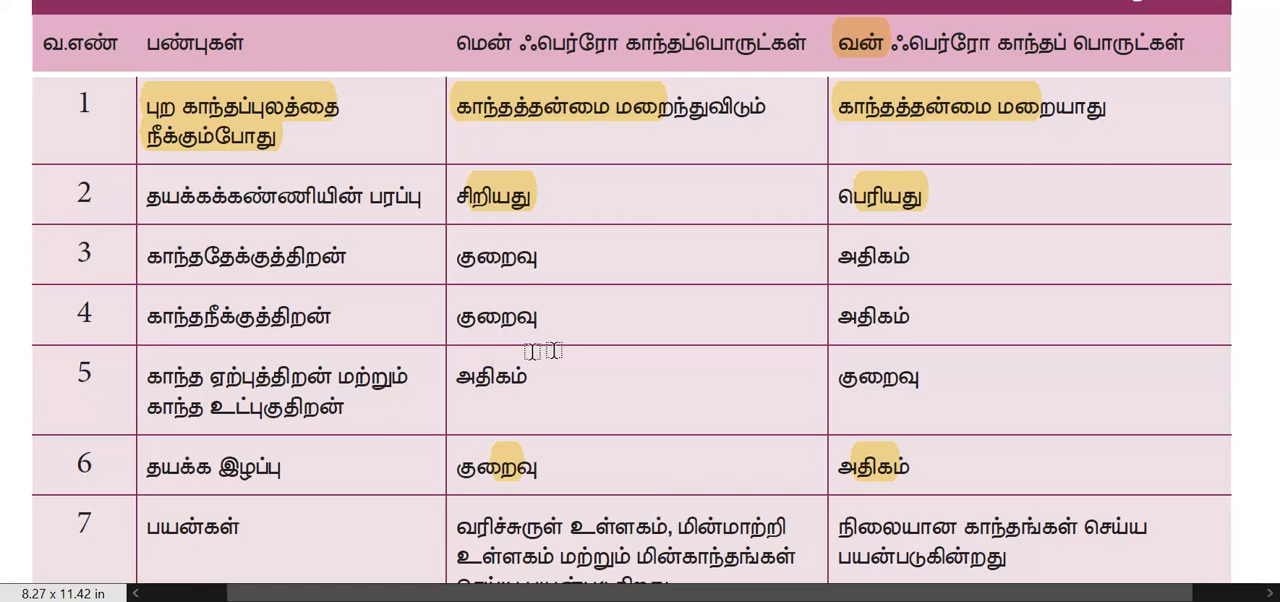 வ.எண் பண்புகள் மென் ஃபெர்ரோ காந்தப்பொருட்கள் வன் ஃபெர்ரோ காந்தப் பொருட்கள்
1 புற காந்தப்புலத்தை காந்தத்தன்மை மறைந்துவிடும் காந்தத்தன்மை மறையாது
நீக்கும்போது
2 தயக்கக்கண்ணியின் பரப்பு சிறியது பெரியது
3 காந்ததேக்குத்திறன் குறைவு அதிகம்
4 காந்தநீக்குத்திறன் குறைவு அதிகம்
5 காந்த ஏற்புத்திறன் மற்றும் அதிகம் குறைவு
காந்த உட்புகுதிறன்
6 தயக்க இழப்பு குறைவு அதிகம்
7 பயன்கள் வரிச்சுருள் உள்ளகம், மின்மாற்றி நிலையான காந்தங்கள் செய்ய
உள்ளகம் மற்றும் மின்காந்தங்கள் பயன்படுகின்றது
8.27 x 11.42 in